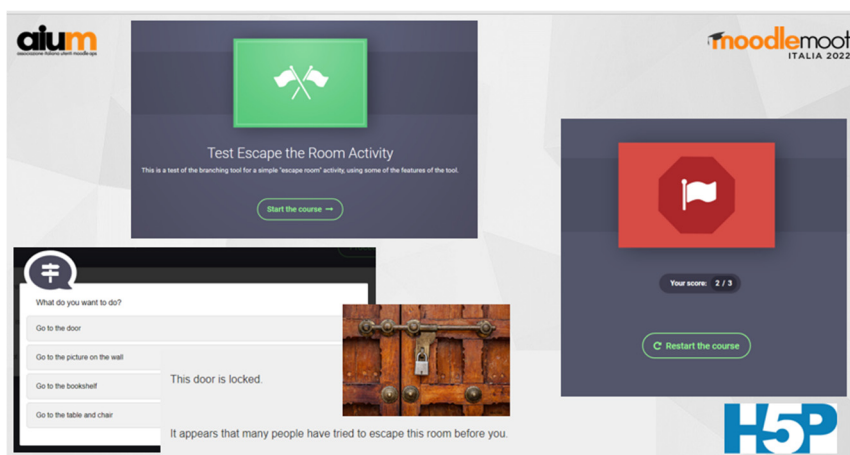 aium
associazione italiana utenti moodle aps
moodlemoot
ITALIA 2022
Test Escape the Room Activity
This is a test of the branching tool for a simple "escape room" activity, using some of the features of the tool.
Start the course →
Your score: 2 / 3
Restart the course
What do you want to do?
Go to the door
Go to the picture on the wall
Go to the bookshelf
Go to the table and chair
This door is locked.
It appears that many people have tried to escape this room before you.
H5P